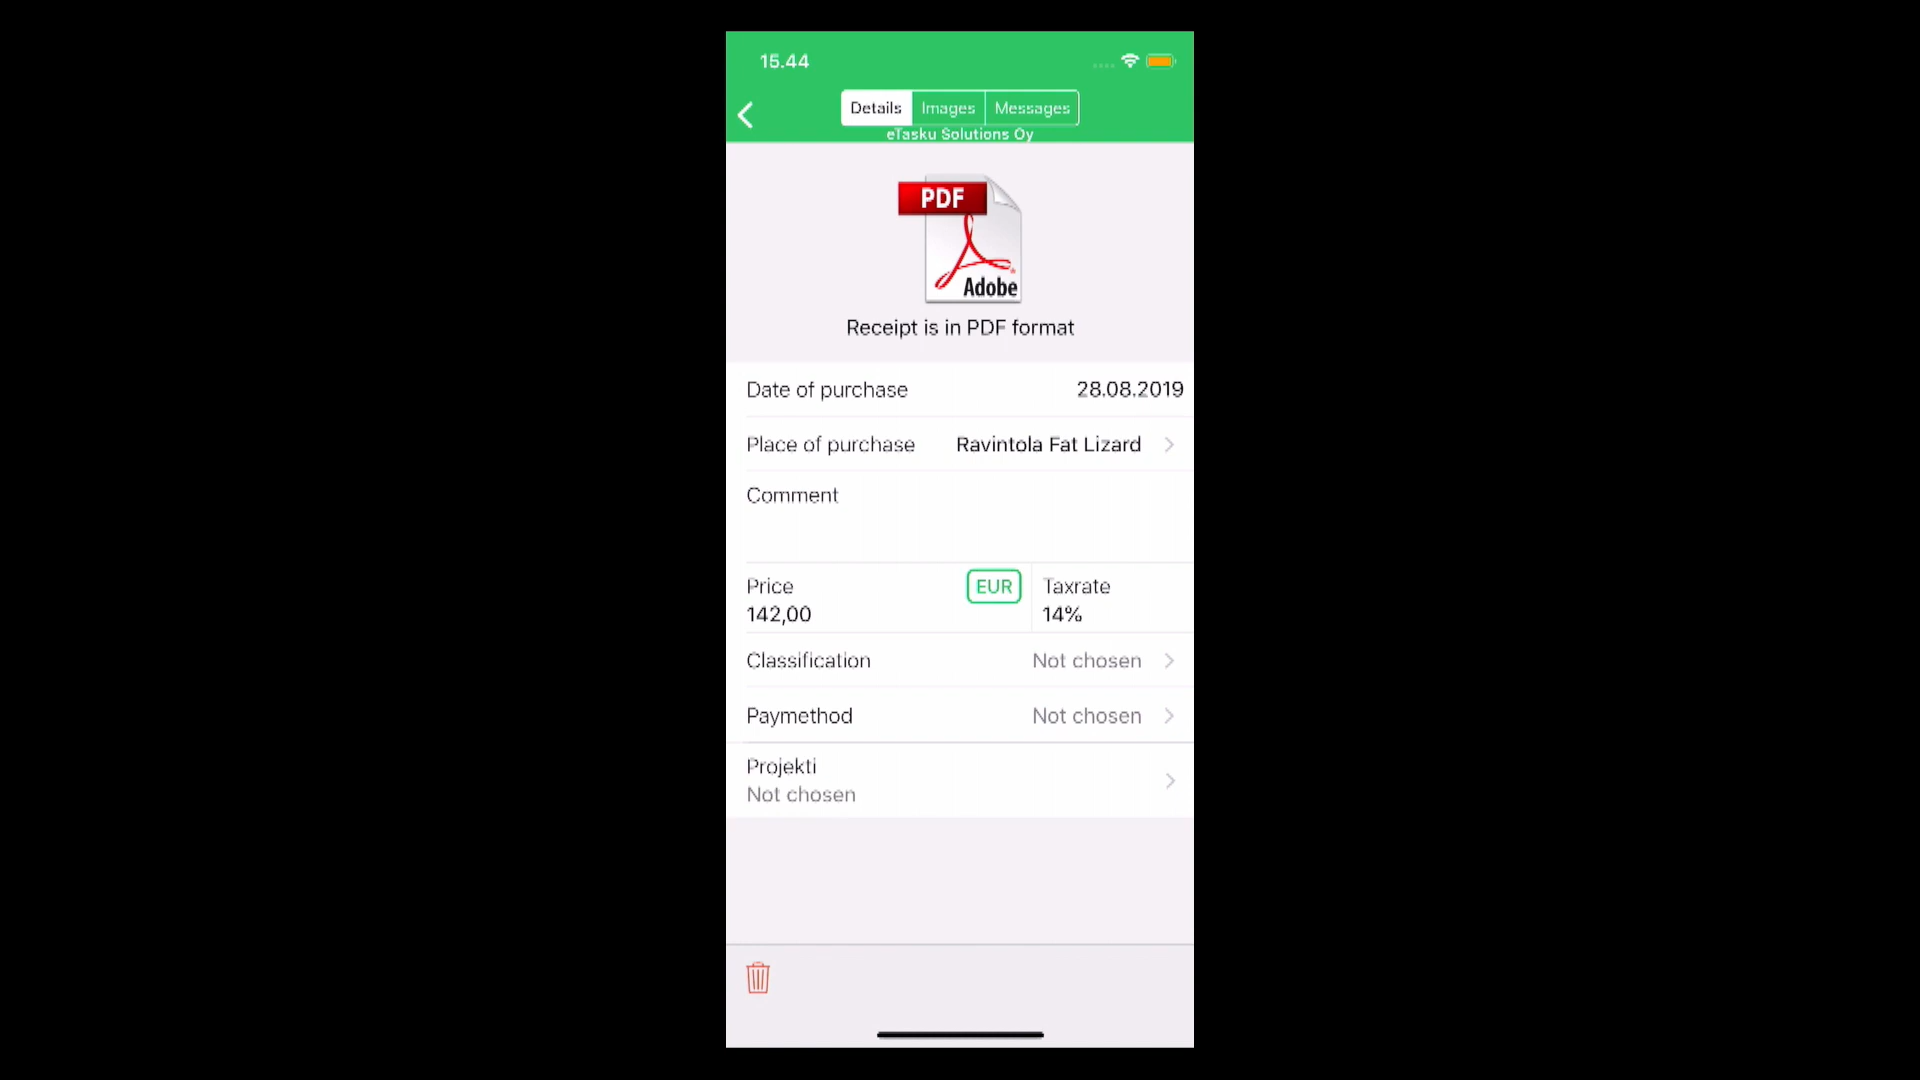 15.44
Details Images Messages
eTasku Solutions Oy
PDF
Adobe
Receipt is in PDF format
Date of purchase 28.08.2019
Place of purchase Ravintola Fat Lizard
Comment
Price EUR Taxrate
142,00 14%
Classification Not chosen
Paymethod Not chosen
Projekti
Not chosen